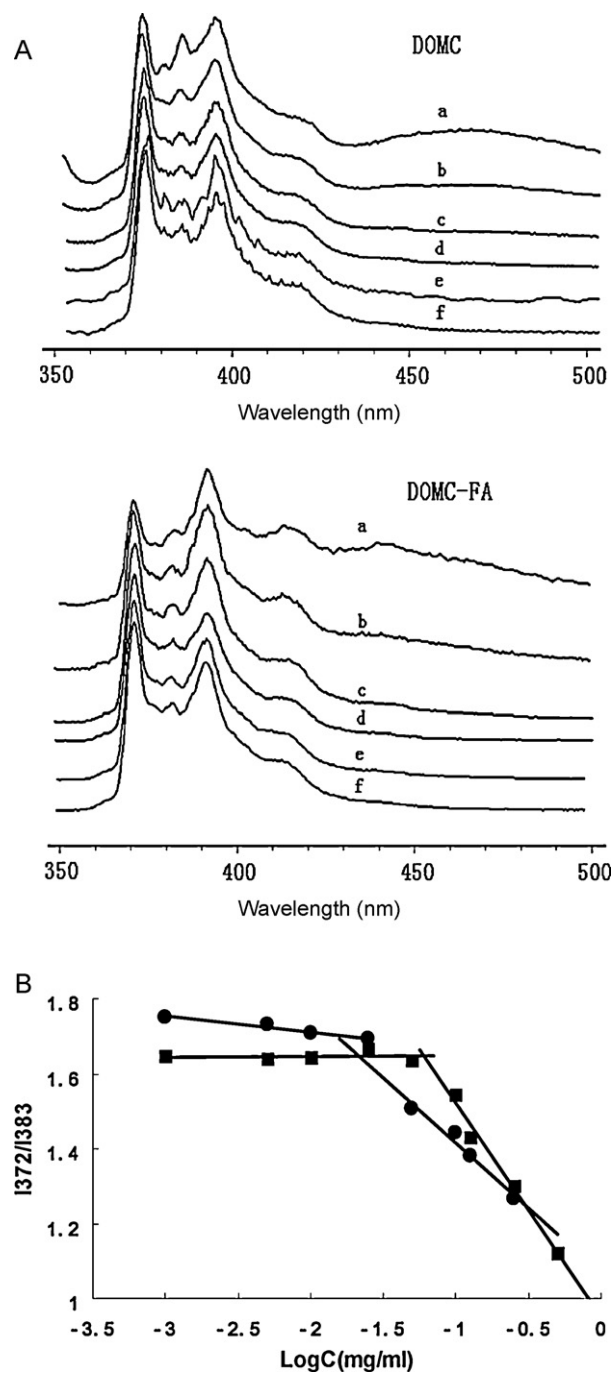 A
DOMC
a
b
c
d
e
f
350 400 450 500
Wavelength (nm)
DOMC-FA
a
b
c
d
e
f
350 400 450 500
Wavelength (nm)
B
I372/I383
1.8
1.6
1.4
1.2
1
-3.5 -3 -2.5 -2 -1.5 -1 -0.5 0
LogC(mg/ml)